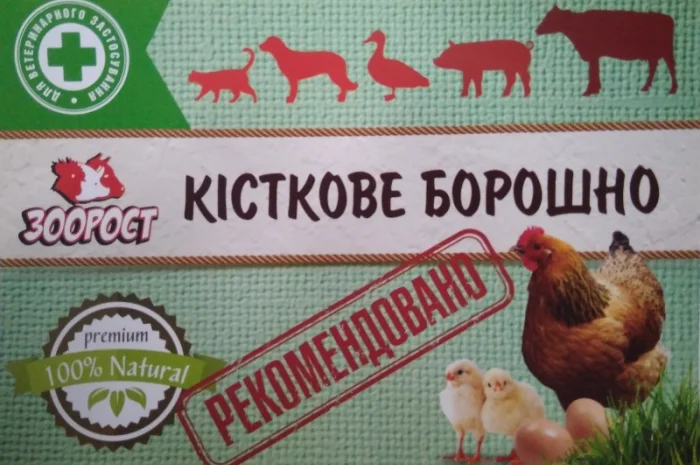 • ДЛЯ ВЕТЕРИНАРНОГО ЗАСТОСУВАННЯ
ЗООРОСТ
КІСТКОВЕ БОРОШНО
РЕКОМЕНДОВАНО
premium
100% Natural